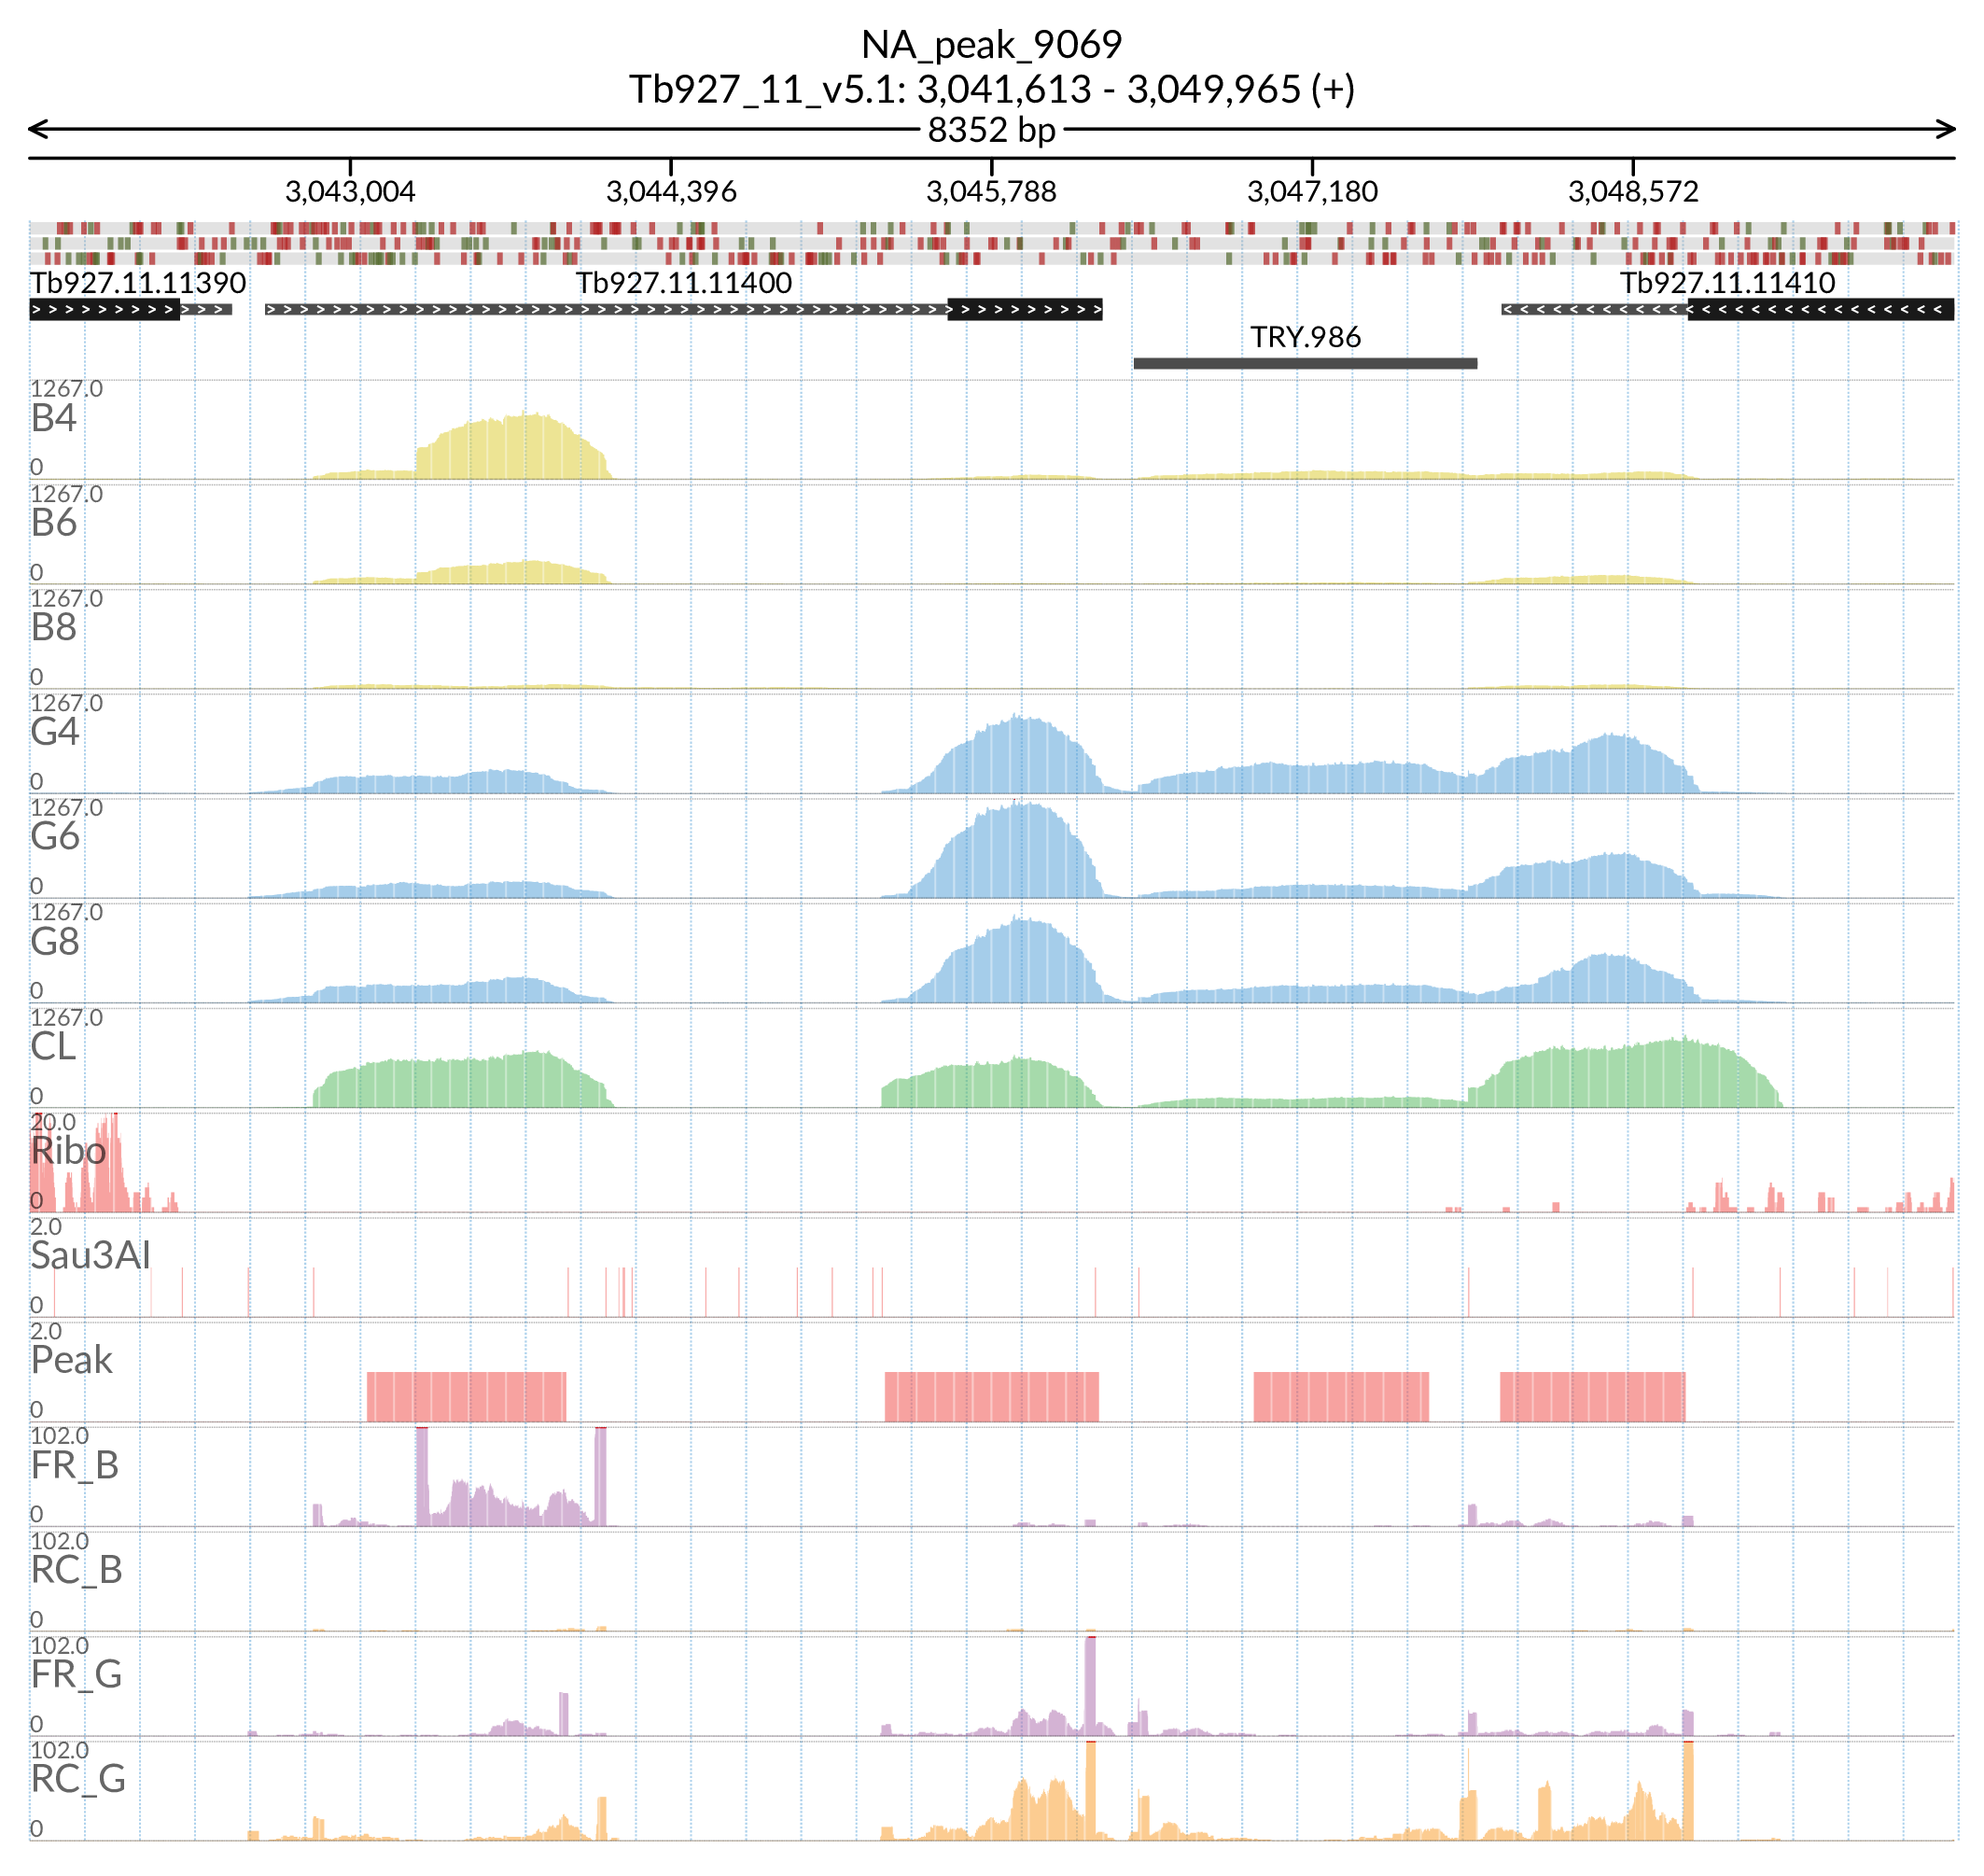 NA_peak_9069
Tb927_11_v5.1: 3,041,613 - 3,049,965 (+)
8352 bp
3,043,004 3,044,396 3,045,788 3,047,180 3,048,572
Tb927.11.11390 Tb927.11.11400 Tb927.11.11410
TRY.986
1267.0
B4
0
1267.0
B6
0
1267.0
B8
0
1267.0
G4
0
1267.0
G6
0
1267.0
G8
0
1267.0
CL
0
20.0
Ribo
0
2.0
Sau3AI
0
2.0
Peak
0
102.0
FR_B
0
102.0
RC_B
0
102.0
FR_G
0
102.0
RC_G
0